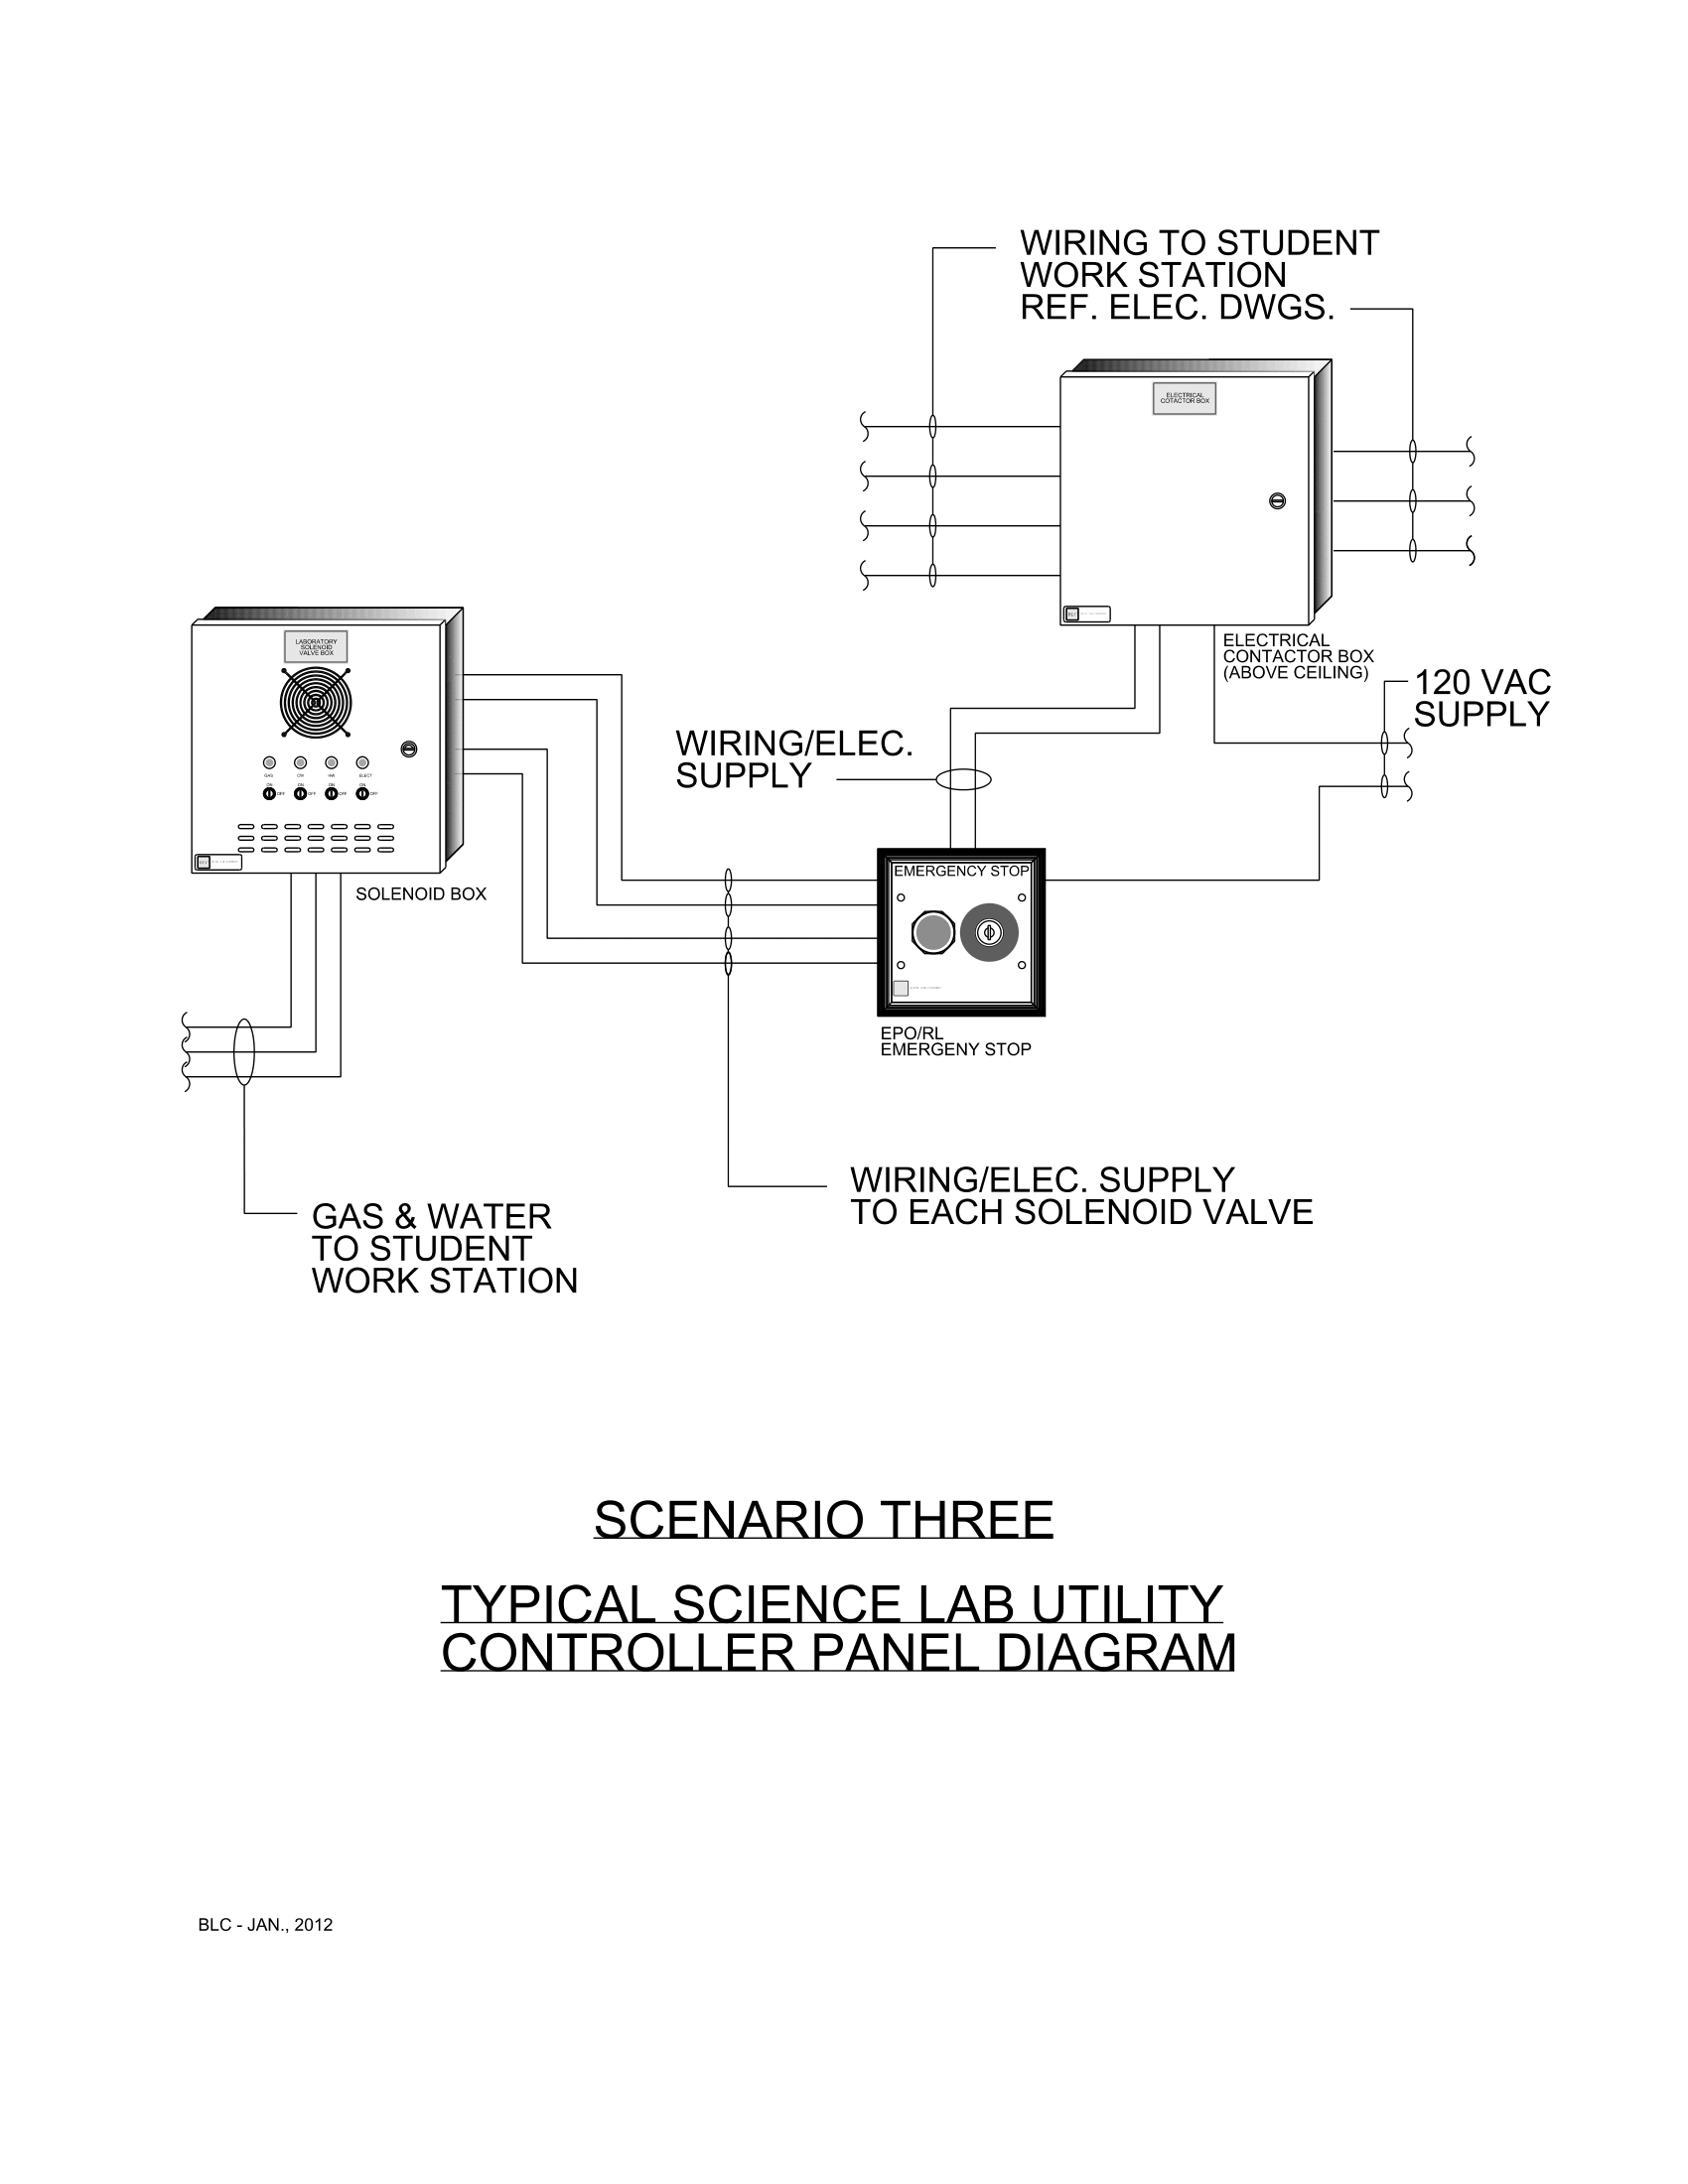 WIRING TO STUDENT
WORK STATION
REF. ELEC. DWGS.
ELECTRICAL
COTACTOR BOX
ELECTRICAL
CONTACTOR BOX
(ABOVE CEILING)
120 VAC
SUPPLY
LABORATORY
SOLENOID
VALVE BOX
GAS CW HW ELECT
ON ON ON ON
OFF OFF OFF OFF
SOLENOID BOX
WIRING/ELEC.
SUPPLY
EMERGENCY STOP
EPO/RL
EMERGENY STOP
WIRING/ELEC. SUPPLY
TO EACH SOLENOID VALVE
GAS & WATER
TO STUDENT
WORK STATION
SCENARIO THREE
TYPICAL SCIENCE LAB UTILITY
CONTROLLER PANEL DIAGRAM
BLC - JAN., 2012